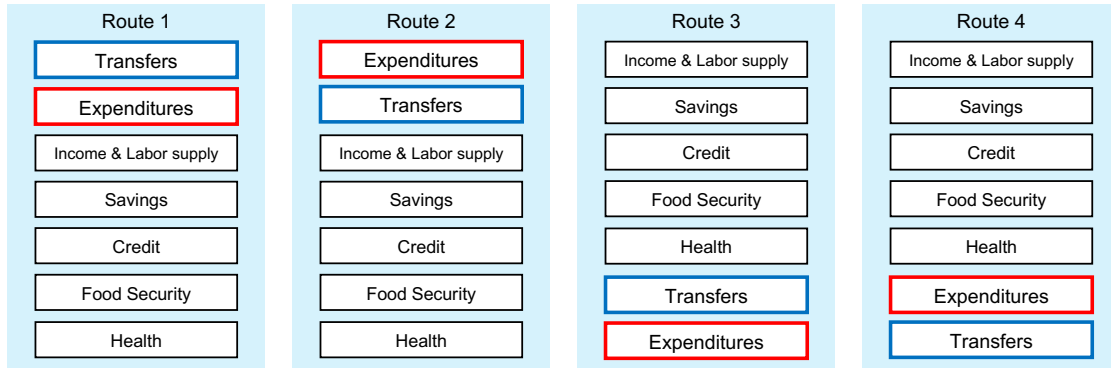 Route 1
Transfers
Expenditures
Income & Labor supply
Savings
Credit
Food Security
Health
Route 2
Expenditures
Transfers
Income & Labor supply
Savings
Credit
Food Security
Health
Route 3
Income & Labor supply
Savings
Credit
Food Security
Health
Transfers
Expenditures
Route 4
Income & Labor supply
Savings
Credit
Food Security
Health
Expenditures
Transfers